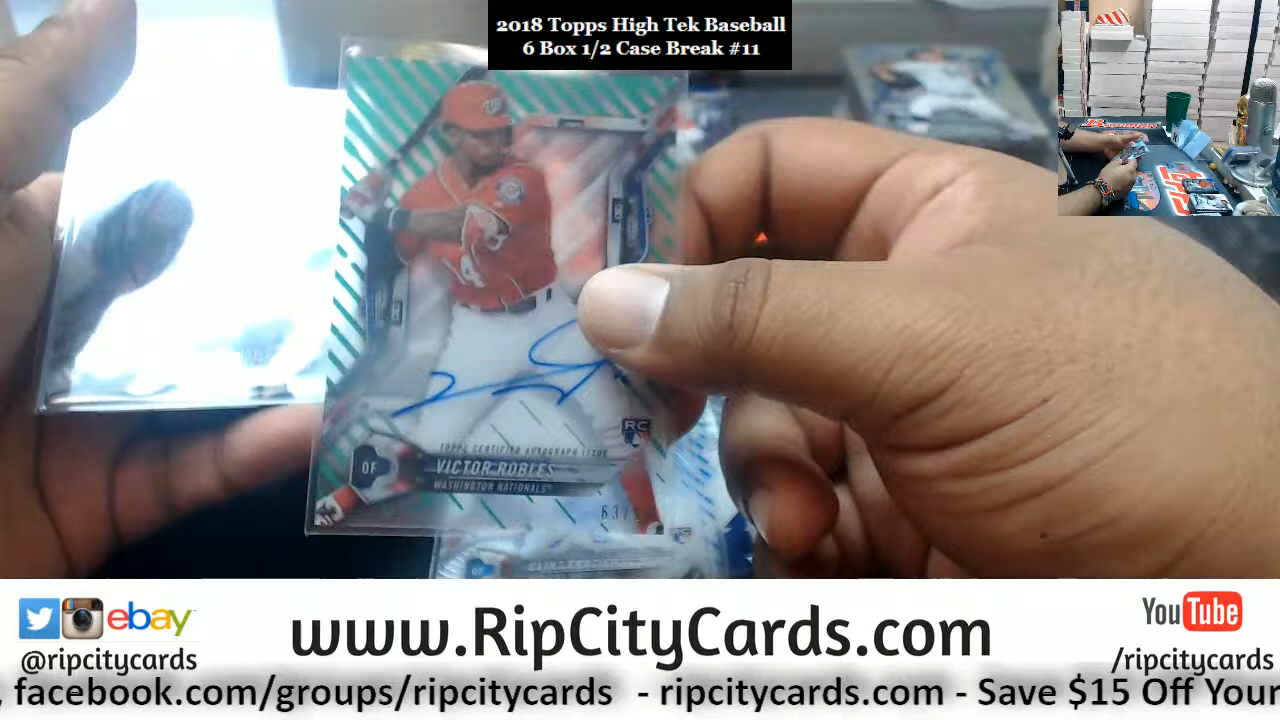 2018 Topps High Tek Baseball
6 Box 1/2 Case Break #11
W
4
TOPPS CERTIFIED AUTOGRAPH ISSUE
RC
OF
VICTOR ROBLES
WASHINGTON NATIONALS
63/
ebay
www.RipCityCards.com
YouTube
@ripcitycards
/ripcitycards
facebook.com/groups/ripcitycards - ripcitycards.com - Save $15 Off Your